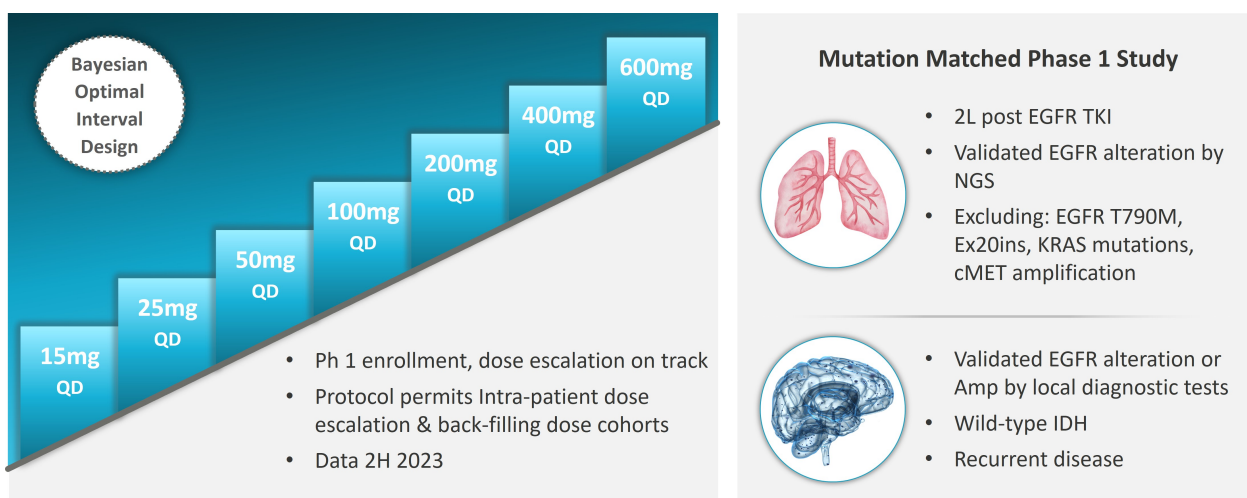 Bayesian
Optimal
Interval
Design
15mg
QD
25mg
QD
50mg
QD
100mg
QD
200mg
QD
400mg
QD
600mg
QD
• Ph 1 enrollment, dose escalation on track
• Protocol permits Intra-patient dose
escalation & back-filling dose cohorts
• Data 2H 2023
Mutation Matched Phase 1 Study
• 2L post EGFR TKI
• Validated EGFR alteration by
NGS
• Excluding: EGFR T790M,
Ex20ins, KRAS mutations,
cMET amplification
• Validated EGFR alteration or
Amp by local diagnostic tests
• Wild-type IDH
• Recurrent disease